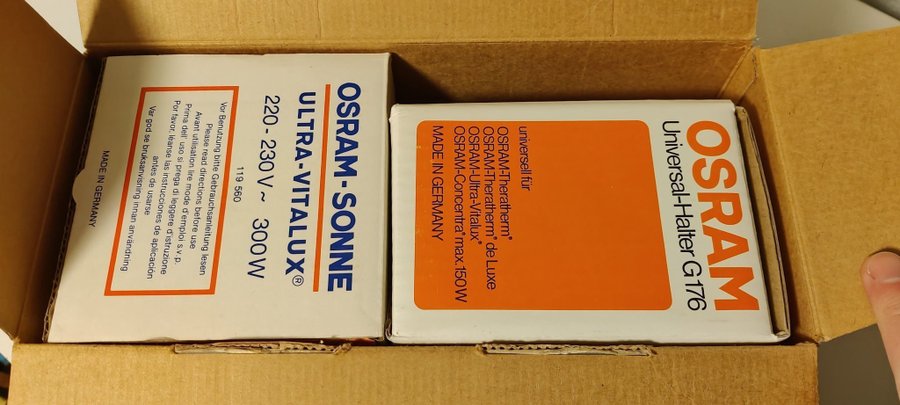 OSRAM-SONNE
ULTRA-VITALUX®
220-230V~ 300W
119 560
Vor Benutzung bitte Gebrauchsanleitung lesen
Please read directions before use
Avant utilisation lire mode d'emploi s.v.p.
Prima dell' uso si prega di leggere d'istruzione
Por favor, leanse las instrucciones de aplicación
antes de usarse
Var god se bruksanvisning innan användning
MADE IN GERMANY
OSRAM
Universal-Halter G 176
universell für
OSRAM-Theratherm®
OSRAM-Theratherm® de Luxe
OSRAM-Ultra-Vitalux®
OSRAM-Concentra® max. 150W
MADE IN GERMANY